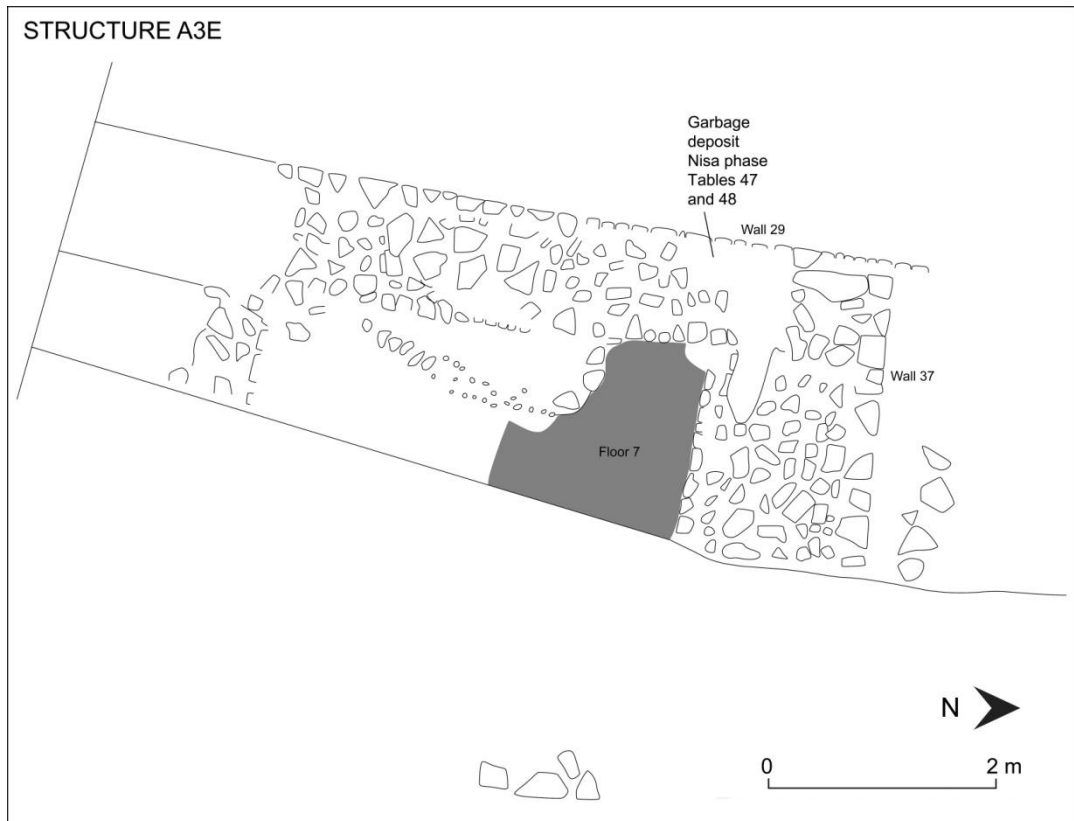 STRUCTURE A3E
Garbage
deposit
Nisa phase
Tables 47
and 48
Wall 29
Wall 37
Floor 7
N
0 2 m